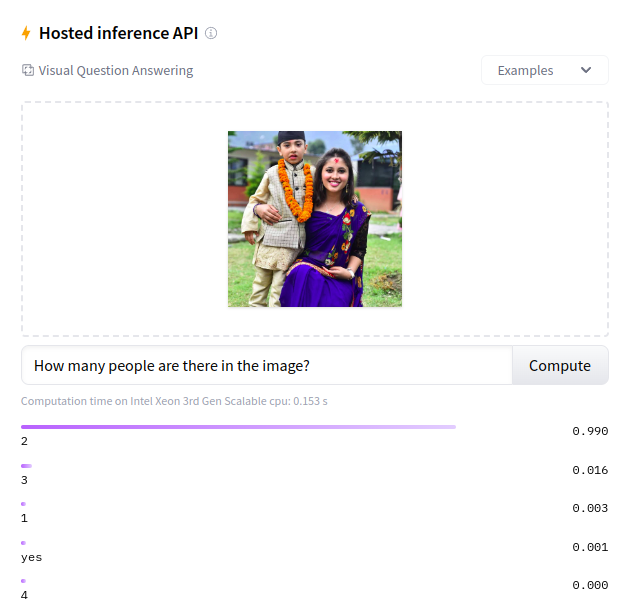 Hosted inference API
Visual Question Answering
Examples
How many people are there in the image?
Compute
Computation time on Intel Xeon 3rd Gen Scalable cpu: 0.153 s
0.990
2
0.016
3
0.003
1
0.001
yes
0.000
4